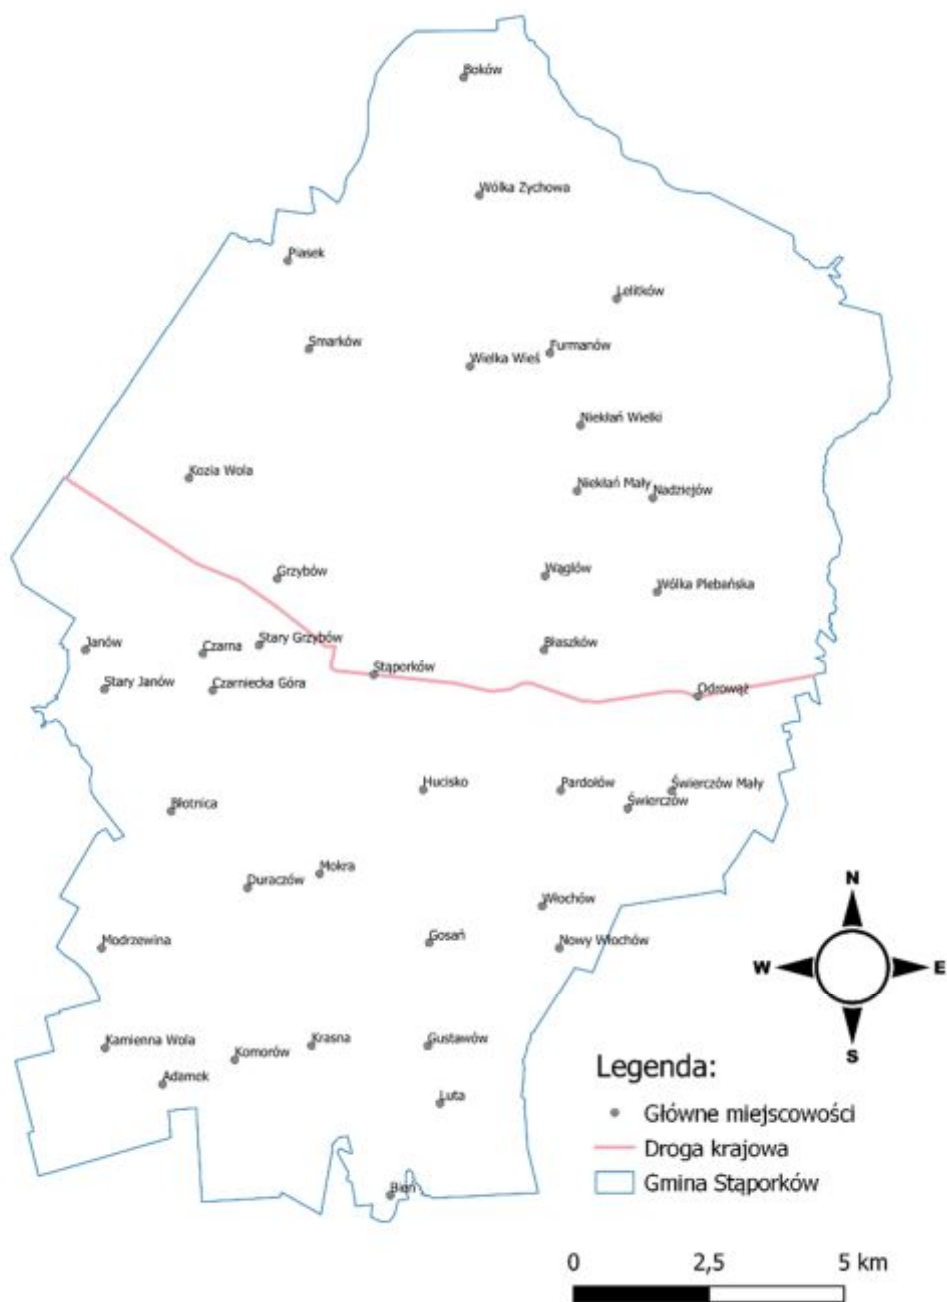 Boków
Wólka Zychowa
Piasek
Lelitków
Smarków
Furmanów
Wielka Wieś
Niekłań Wielki
Kozia Wola
Niekłań Mały
Nadziejów
Grzybów
Wąglów
Wólka Plebańska
Janów
Czarna
Stary Grzybów
Błaszków
Stąporków
Stary Janów
Czarniecka Góra
Odrowąż
Hucisko
Pardołów
Świerczów Mały
Błotnica
Świerczów
Mokra
Duraczów
Włochów
Modrzewina
Gosań
Nowy Włochów
N
W
E
S
Kamienna Wola
Komorów
Krasna
Gustawów
Adamek
Luta
Bień
Legenda:
Główne miejscowości
Droga krajowa
Gmina Stąporków
0 2,5 5 km